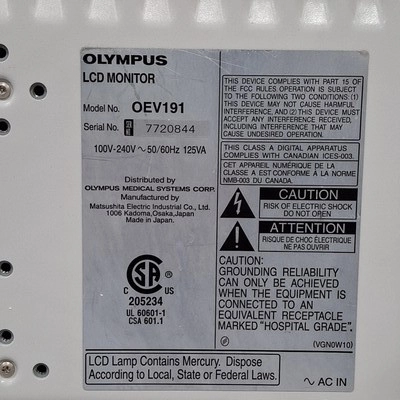 OLYMPUS
LCD MONITOR
Model No. OEV191
Serial No. 7720844
100V-240V ~ 50/60Hz 125VA
Distributed by
OLYMPUS MEDICAL SYSTEMS CORP.
Manufactured by
Matsushita Electric Industrial Co., Ltd.
1006 Kadoma, Osaka, Japan
Made in Japan.
C US
205234
UL 60601-1
CSA 601.1
THIS DEVICE COMPLIES WITH PART 15 OF
THE FCC RULES. OPERATION IS SUBJECT
TO THE FOLLOWING TWO CONDITIONS: (1)
THIS DEVICE MAY NOT CAUSE HARMFUL
INTERFERENCE, AND (2) THIS DEVICE MUST
ACCEPT ANY INTERFERENCE RECEIVED,
INCLUDING INTERFERENCE THAT MAY
CAUSE UNDESIRED OPERATION.
THIS CLASS A DIGITAL APPARATUS
COMPLIES WITH CANADIAN ICES-003.
CET APPAREIL NUMÉRIQUE DE LA
CLASSE A EST CONFORME À LA NORME
NMB-003 DU CANADA.
CAUTION
RISK OF ELECTRIC SHOCK
DO NOT OPEN
ATTENTION
RISQUE DE CHOC ÉLECTRIQUE
NE PAS OUVRIR
CAUTION:
GROUNDING RELIABILITY
CAN ONLY BE ACHIEVED
WHEN THE EQUIPMENT IS
CONNECTED TO AN
EQUIVALENT RECEPTACLE
MARKED "HOSPITAL GRADE".
(VGN0W10)
LCD Lamp Contains Mercury. Dispose
According to Local, State or Federal Laws.
~ AC IN